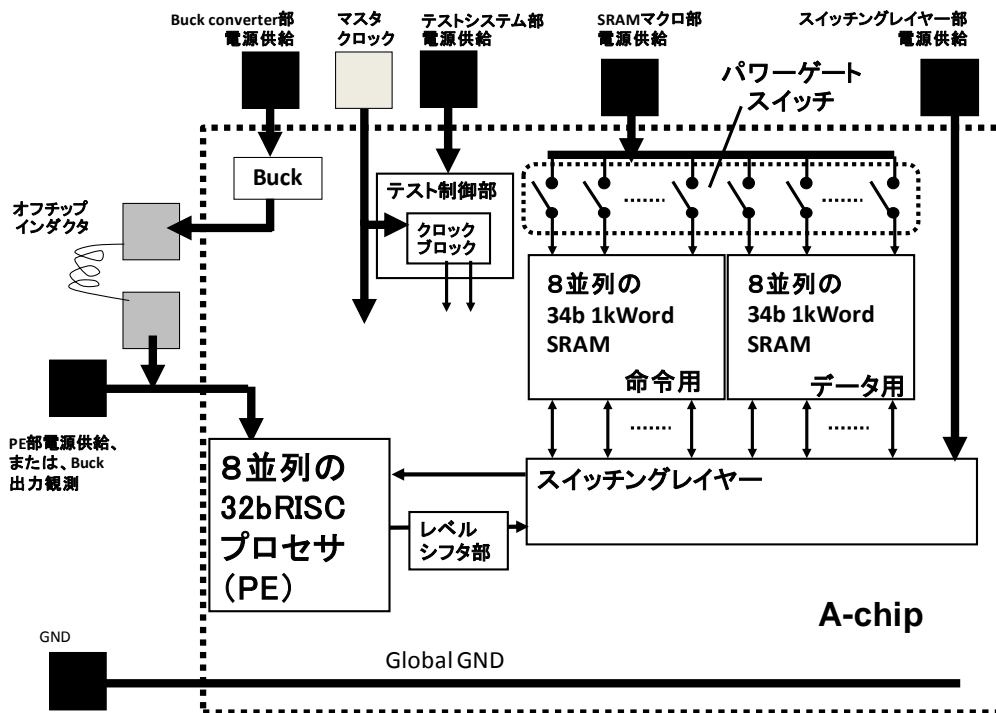 Buck converter部
電源供給
マスタ
クロック
テストシステム部
電源供給
SRAMマクロ部
電源供給
スイッチングレイヤー部
電源供給
パワーゲート
スイッチ
Buck
テスト制御部
クロック
ブロック
オフチップ
インダクタ
8並列の
34b 1kWord
SRAM
命令用
8並列の
34b 1kWord
SRAM
データ用
PE部電源供給、
または、Buck
出力観測
8並列の
32bRISC
プロセサ
(PE)
レベル
シフタ部
スイッチングレイヤー
A-chip
GND
Global GND